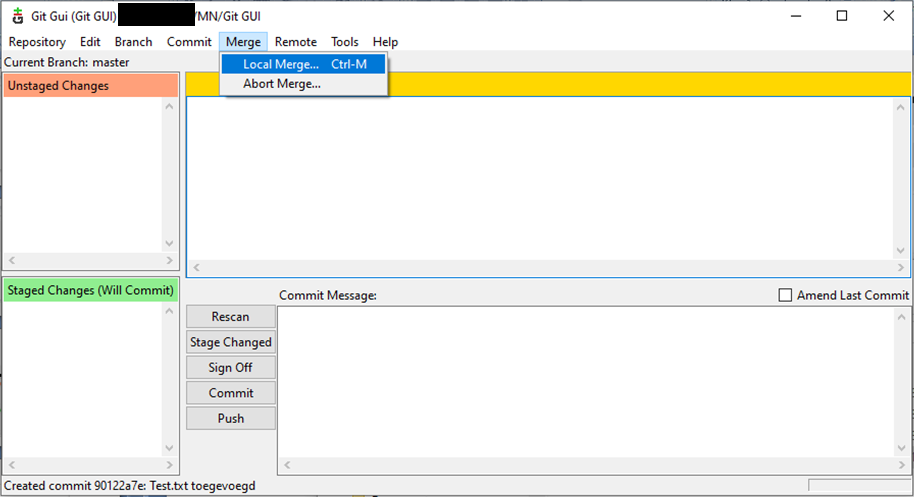 Git Gui (Git GUI) /MN/Git GUI
Repository Edit Branch Commit Merge Remote Tools Help
Current Branch: master
Local Merge... Ctrl-M
Abort Merge...
Unstaged Changes
Staged Changes (Will Commit)
Commit Message:
Amend Last Commit
Rescan
Stage Changed
Sign Off
Commit
Push
Created commit 90122a7e: Test.txt toegevoegd